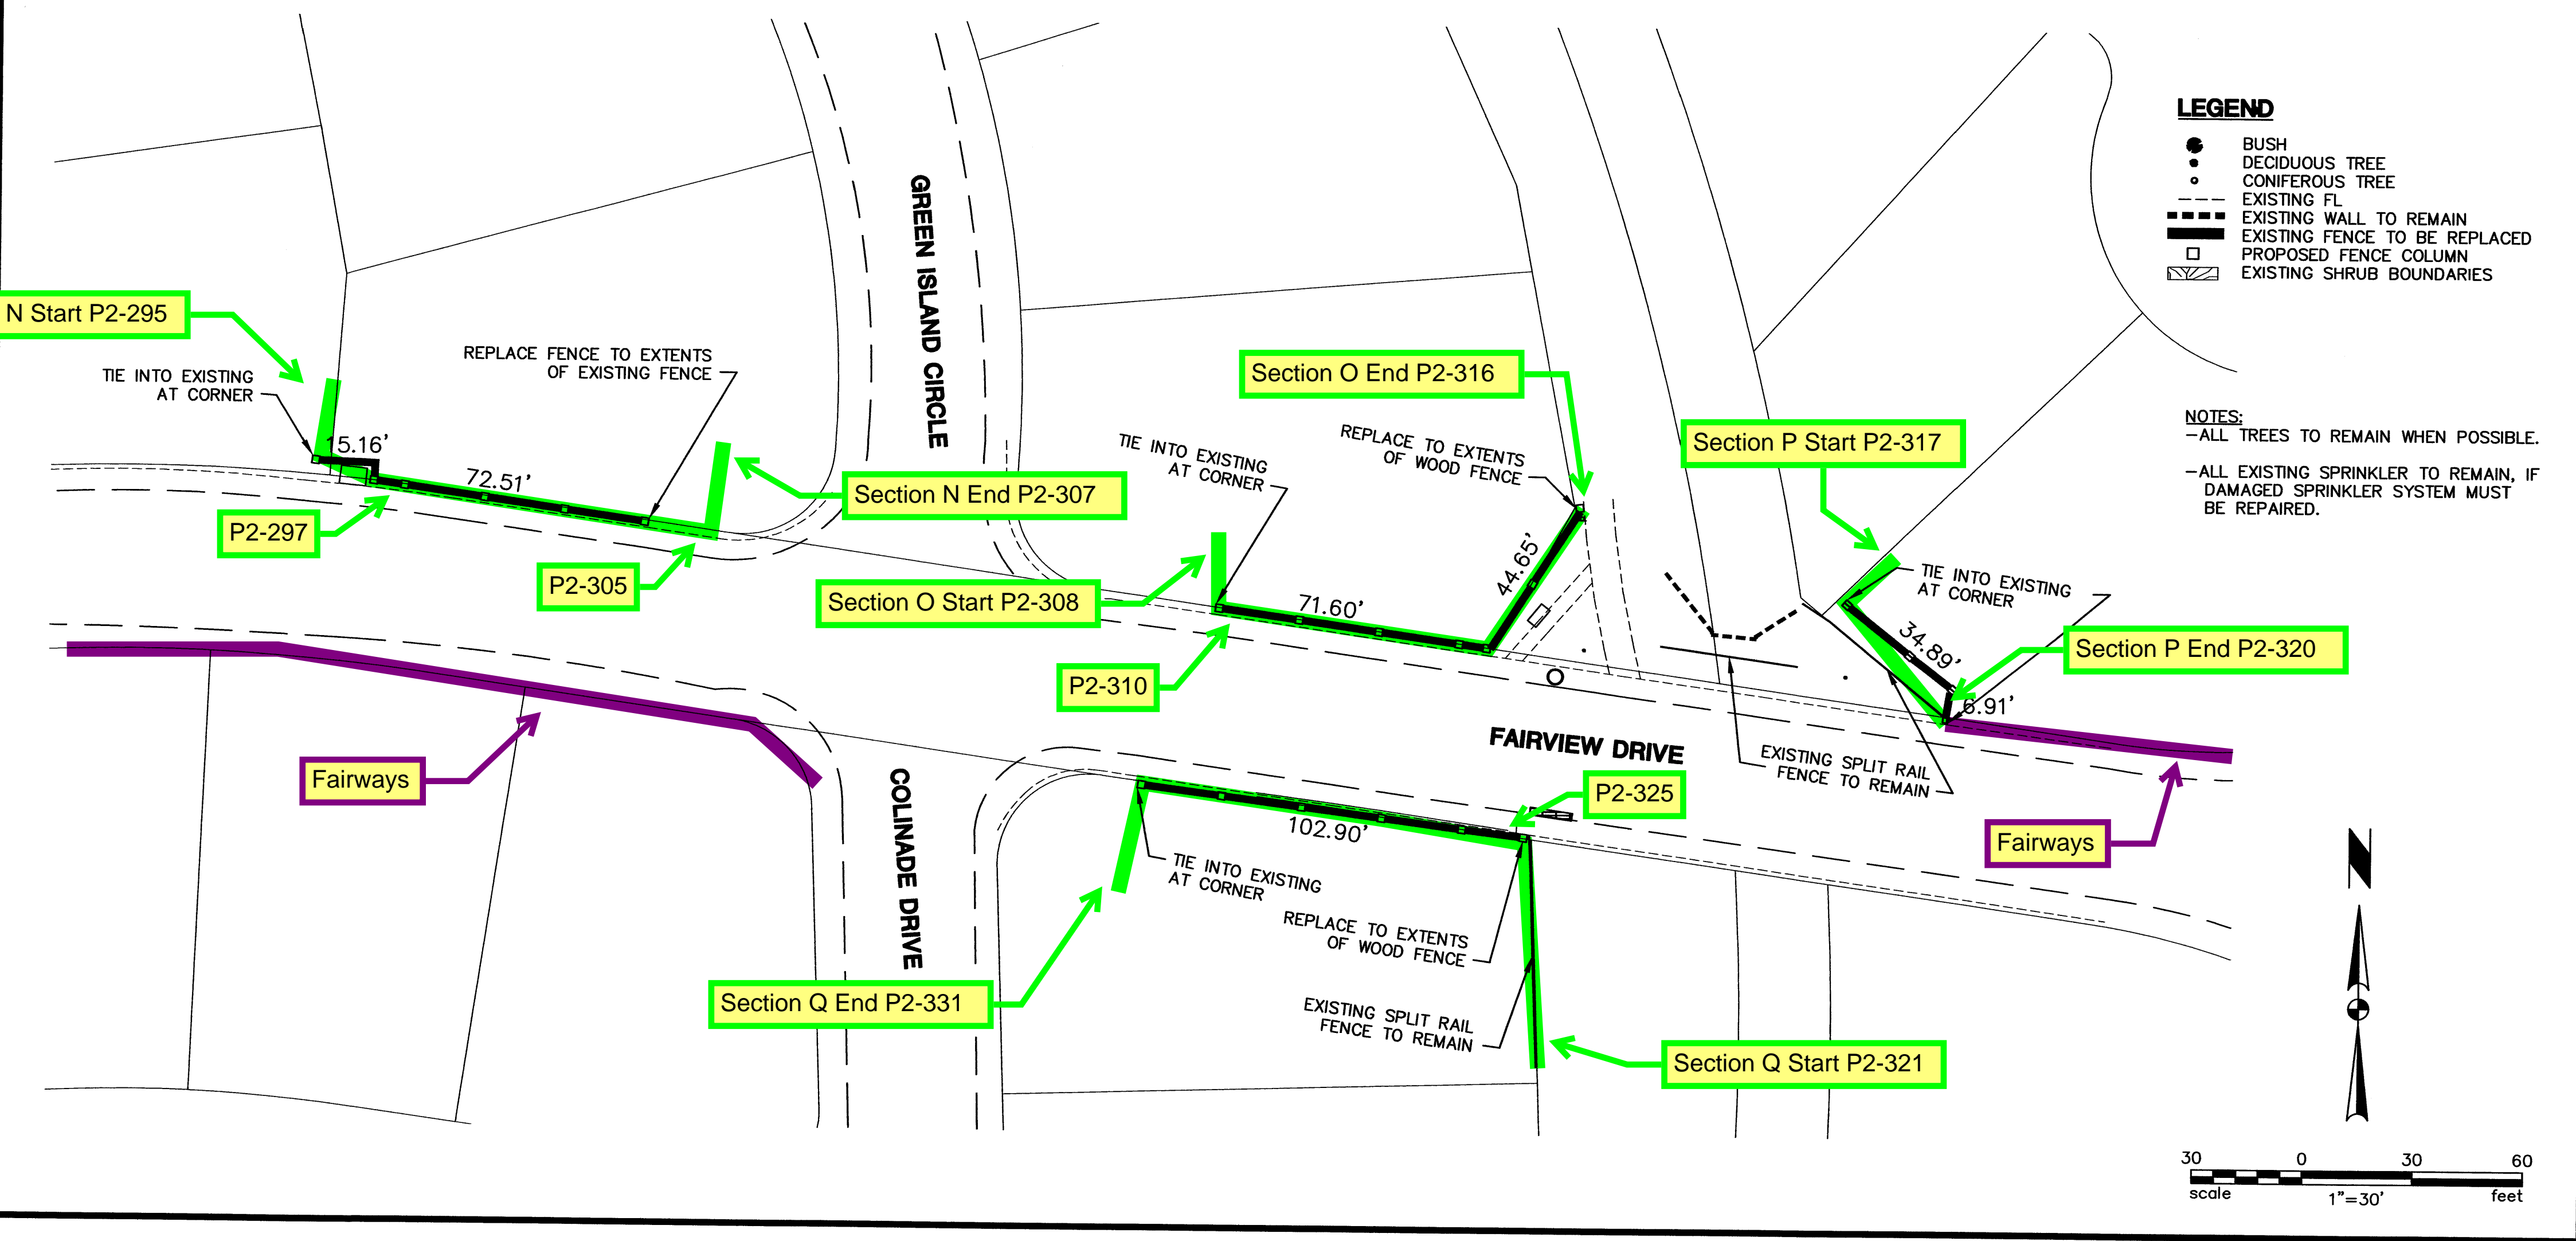 LEGEND
BUSH
DECIDUOUS TREE
CONIFEROUS TREE
EXISTING FL
EXISTING WALL TO REMAIN
EXISTING FENCE TO BE REPLACED
PROPOSED FENCE COLUMN
EXISTING SHRUB BOUNDARIES
NOTES:
-ALL TREES TO REMAIN WHEN POSSIBLE.
-ALL EXISTING SPRINKLER TO REMAIN, IF
DAMAGED SPRINKLER SYSTEM MUST
BE REPAIRED.
N Start P2-295
TIE INTO EXISTING
AT CORNER
REPLACE FENCE TO EXTENTS
OF EXISTING FENCE
15.16'
72.51'
P2-297
P2-305
Section N End P2-307
GREEN ISLAND CIRCLE
Section O Start P2-308
TIE INTO EXISTING
AT CORNER
71.60'
P2-310
Section O End P2-316
REPLACE TO EXTENTS
OF WOOD FENCE
44.65'
Section P Start P2-317
TIE INTO EXISTING
AT CORNER
34.89'
6.91'
Section P End P2-320
FAIRVIEW DRIVE
EXISTING SPLIT RAIL
FENCE TO REMAIN
Fairways
Fairways
COLINADE DRIVE
P2-325
102.90'
TIE INTO EXISTING
AT CORNER
REPLACE TO EXTENTS
OF WOOD FENCE
Section Q End P2-331
EXISTING SPLIT RAIL
FENCE TO REMAIN
Section Q Start P2-321
N
30 0 30 60
scale 1"=30' feet